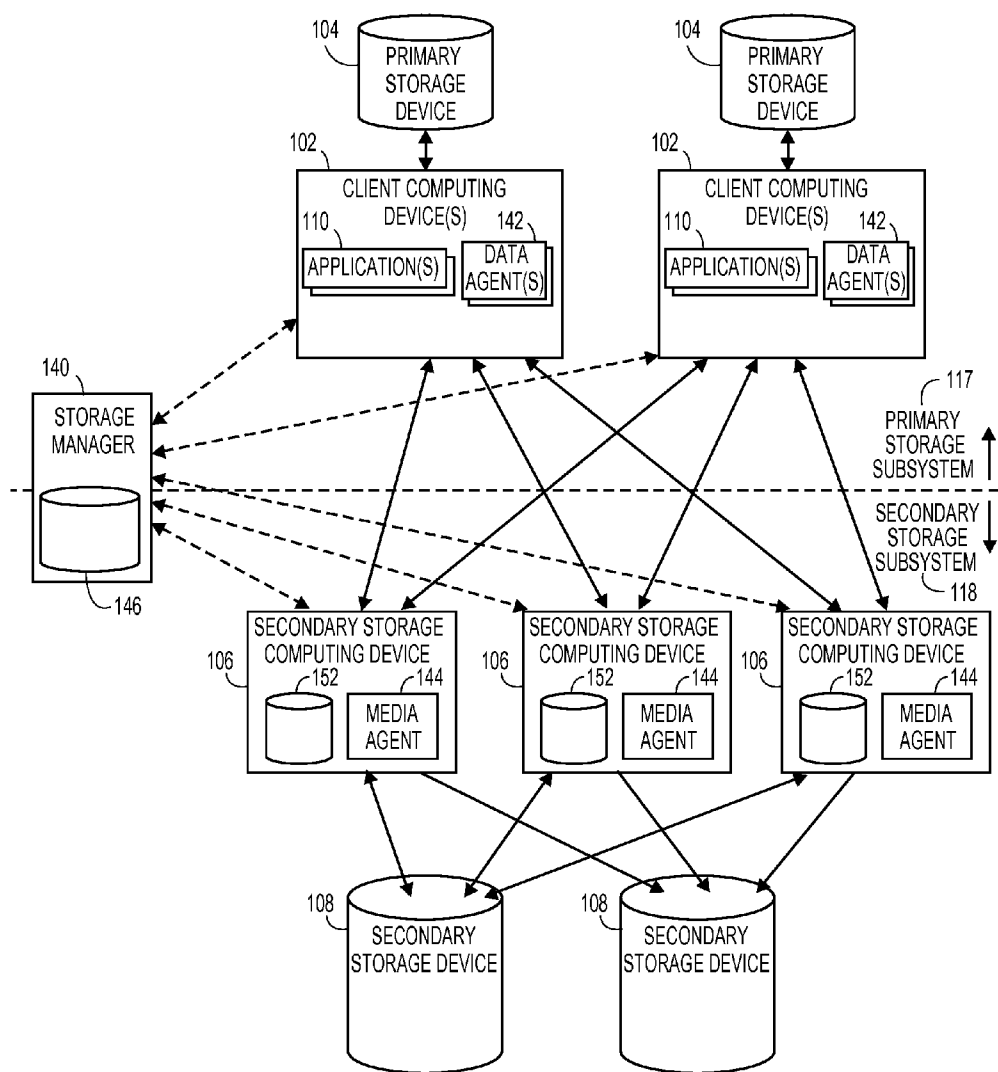 104
PRIMARY
STORAGE
DEVICE
104
PRIMARY
STORAGE
DEVICE
102
CLIENT COMPUTING
DEVICE(S)
110
APPLICATION(S)
142
DATA
AGENT(S)
102
CLIENT COMPUTING
DEVICE(S)
110
APPLICATION(S)
142
DATA
AGENT(S)
140
STORAGE
MANAGER
146
117
PRIMARY
STORAGE
SUBSYSTEM
SECONDARY
STORAGE
SUBSYSTEM
118
SECONDARY STORAGE
COMPUTING DEVICE
106
152
144
MEDIA
AGENT
SECONDARY STORAGE
COMPUTING DEVICE
106
152
144
MEDIA
AGENT
SECONDARY STORAGE
COMPUTING DEVICE
106
152
144
MEDIA
AGENT
108
SECONDARY
STORAGE DEVICE
108
SECONDARY
STORAGE DEVICE